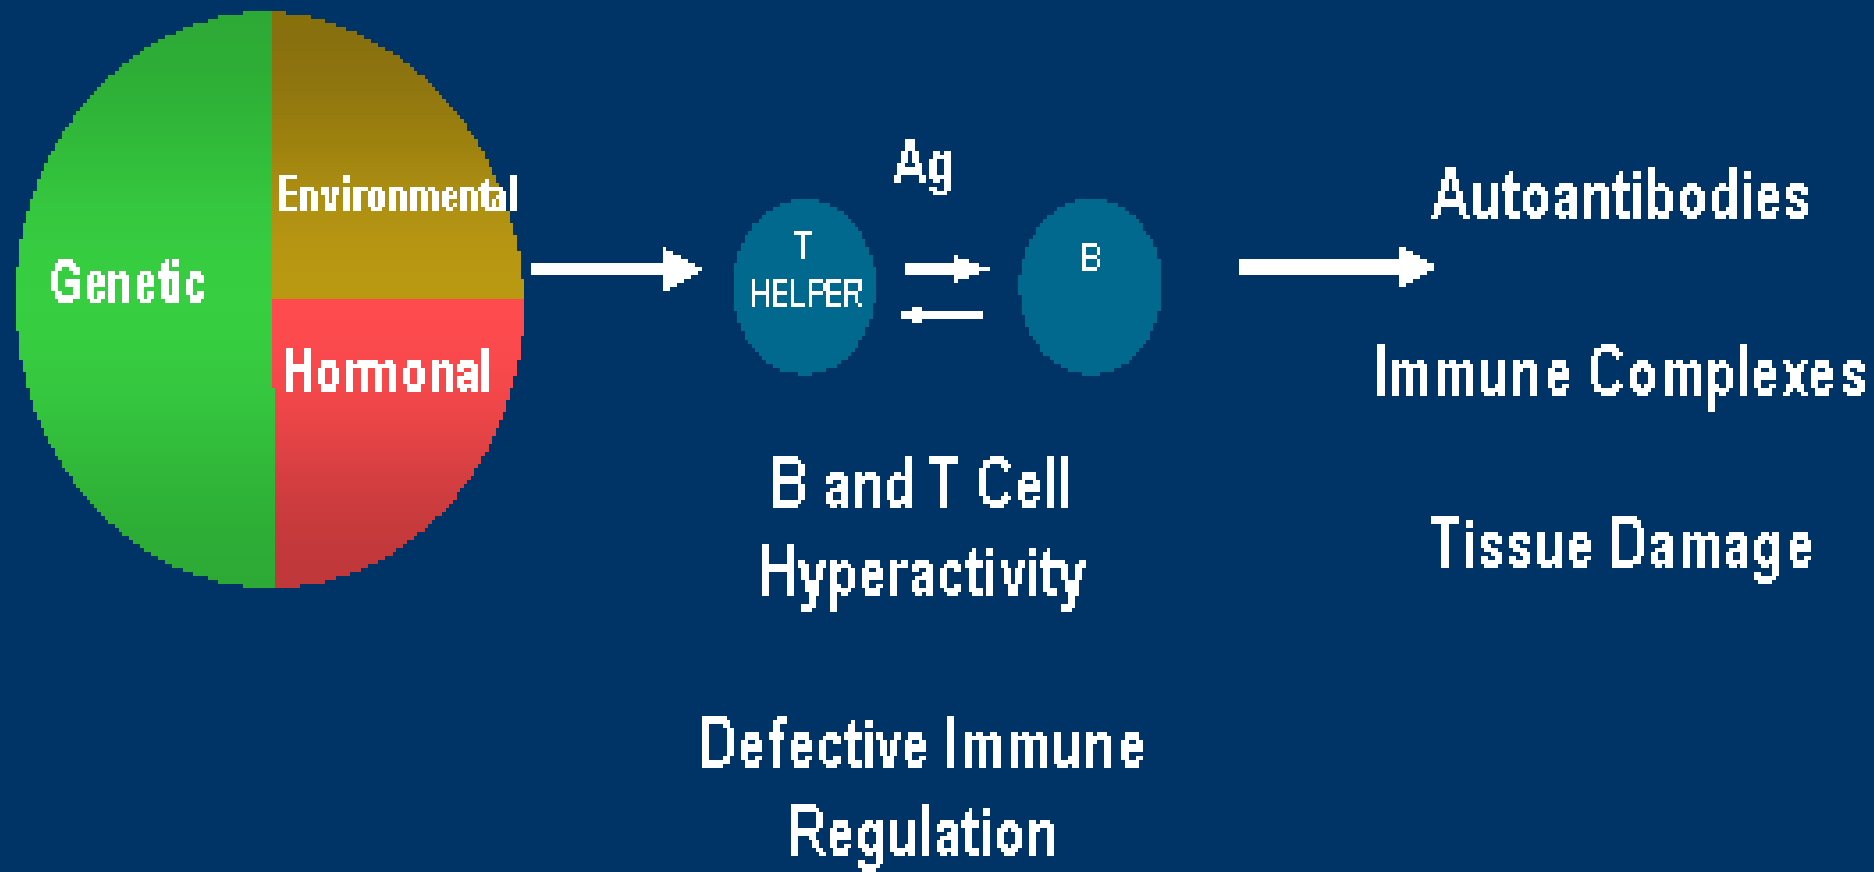 Genetic
Environmental
Hormonal
Ag
T
HELPER
B
B and T Cell
Hyperactivity
Defective Immune
Regulation
Autoantibodies
Immune Complexes
Tissue Damage